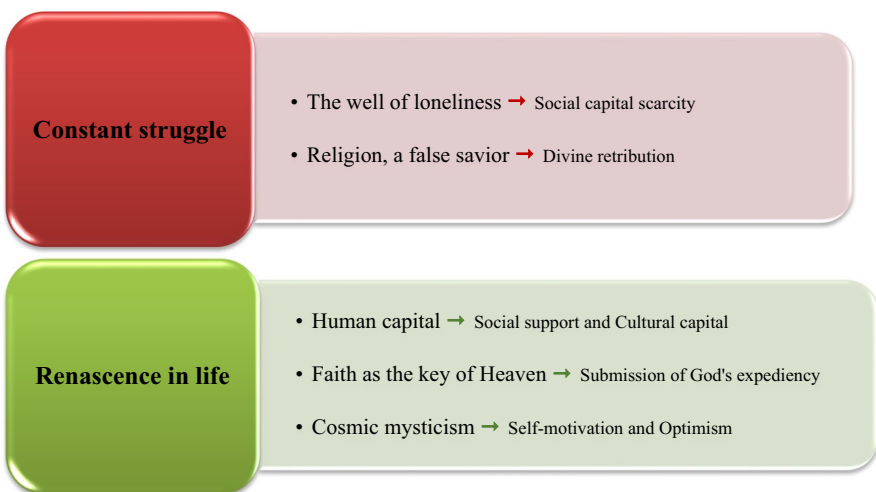 Constant struggle
• The well of loneliness → Social capital scarcity
• Religion, a false savior → Divine retribution
Renascence in life
• Human capital → Social support and Cultural capital
• Faith as the key of Heaven → Submission of God's expediency
• Cosmic mysticism → Self-motivation and Optimism